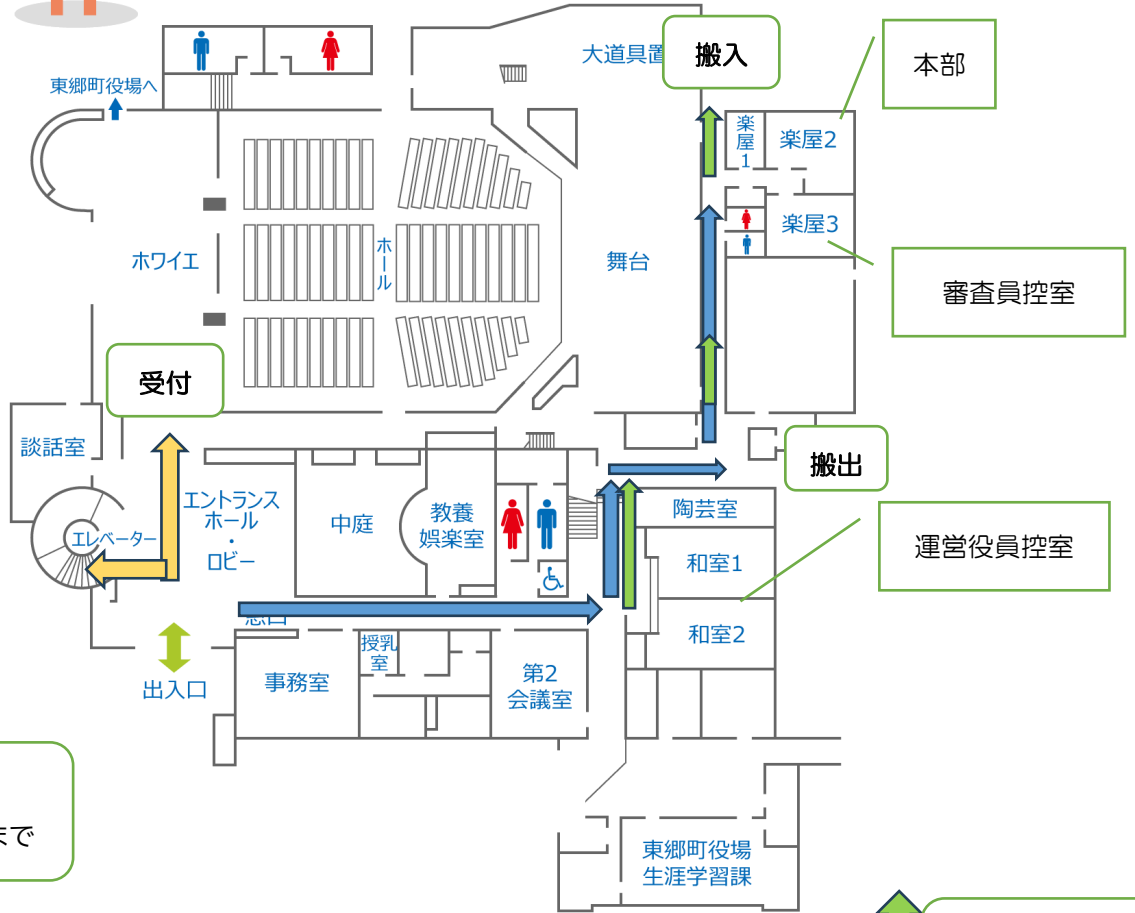 大道具置
搬入
本部
東郷町役場へ
楽屋1
楽屋2
楽屋3
ホワイエ
ホール
舞台
審査員控室
受付
談話室
搬出
エントランス
ホール
・
ロビー
中庭
教養
娯楽室
陶芸室
運営役員控室
エレベーター
和室1
和室2
授乳
室
事務室
第2
会議室
出入口
まで
東郷町役場
生涯学習課